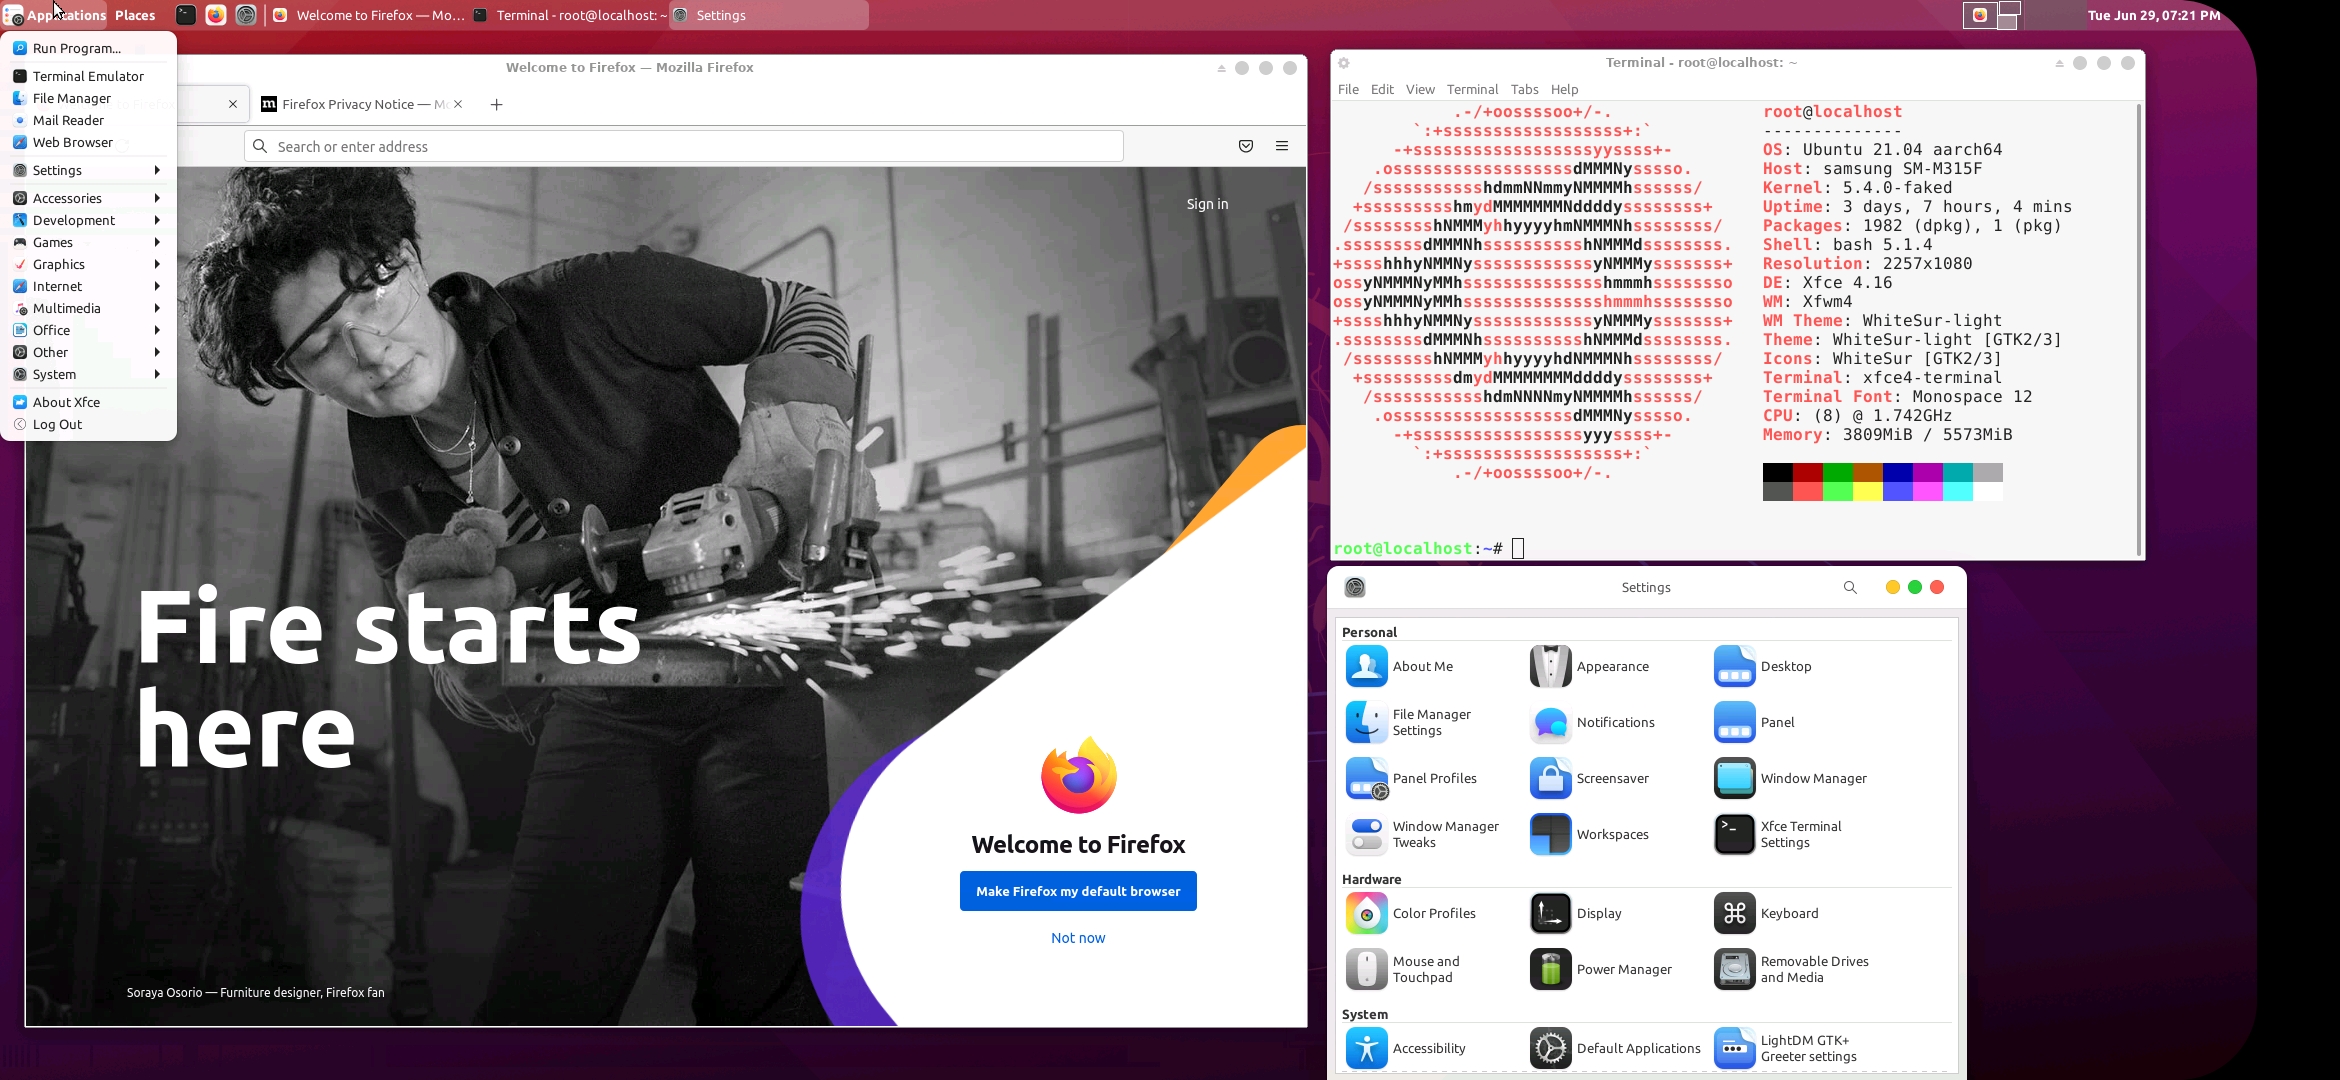 Applications Places Welcome to Firefox — Mo... Terminal - root@localhost: ~ Settings Tue Jun 29, 07:21 PM
Run Program...
Terminal Emulator
File Manager
Mail Reader
Web Browser
Settings
Accessories
Development
Games
Graphics
Internet
Multimedia
Office
Other
System
About Xfce
Log Out
Welcome to Firefox — Mozilla Firefox
Firefox Privacy Notice — Mo
Search or enter address
Sign in
Fire starts
here
Soraya Osorio — Furniture designer, Firefox fan
Welcome to Firefox
Make Firefox my default browser
Not now
Terminal - root@localhost: ~
File Edit View Terminal Tabs Help
.-/+oossssoo+/-. root@localhost
`:+ssssssssssssssssss+:` --------------
-+ssssssssssssssssssyyssss+- OS: Ubuntu 21.04 aarch64
.ossssssssssssssssssdMMMNysssso. Host: samsung SM-M315F
/ssssssssssshdmmNNmmyNMMMMhssssss/ Kernel: 5.4.0-faked
+ssssssssshmydMMMMMMMNddddyssssssss+ Uptime: 3 days, 7 hours, 4 mins
/sssssssshNMMMyhhyyyyhmNMMMNhssssssss/ Packages: 1982 (dpkg), 1 (pkg)
.ssssssssdMMMNhsssssssssshNMMMdssssssss. Shell: bash 5.1.4
+sssshhhyNMMNyssssssssssssyNMMMysssssss+ Resolution: 2257x1080
ossyNMMMNyMMhsssssssssssssshmmmhssssssso DE: Xfce 4.16
ossyNMMMNyMMhsssssssssssssshmmmhssssssso WM: Xfwm4
+sssshhhyNMMNyssssssssssssyNMMMysssssss+ WM Theme: WhiteSur-light
.ssssssssdMMMNhsssssssssshNMMMdssssssss. Theme: WhiteSur-light [GTK2/3]
/sssssssshNMMMyhhyyyyhdNMMMNhssssssss/ Icons: WhiteSur [GTK2/3]
+sssssssssdmydMMMMMMMMddddyssssssss+ Terminal: xfce4-terminal
/ssssssssssshdmNNNNmyNMMMMhssssss/ Terminal Font: Monospace 12
.ossssssssssssssssssdMMMNysssso. CPU: (8) @ 1.742GHz
-+sssssssssssssssssyyyssss+- Memory: 3809MiB / 5573MiB
`:+ssssssssssssssssss+:`
.-/+oossssoo+/-.
root@localhost:~#
Settings
Personal
About Me Appearance Desktop
File Manager Settings Notifications Panel
Panel Profiles Screensaver Window Manager
Window Manager Tweaks Workspaces Xfce Terminal Settings
Hardware
Color Profiles Display Keyboard
Mouse and Touchpad Power Manager Removable Drives and Media
System
Accessibility Default Applications LightDM GTK+ Greeter settings